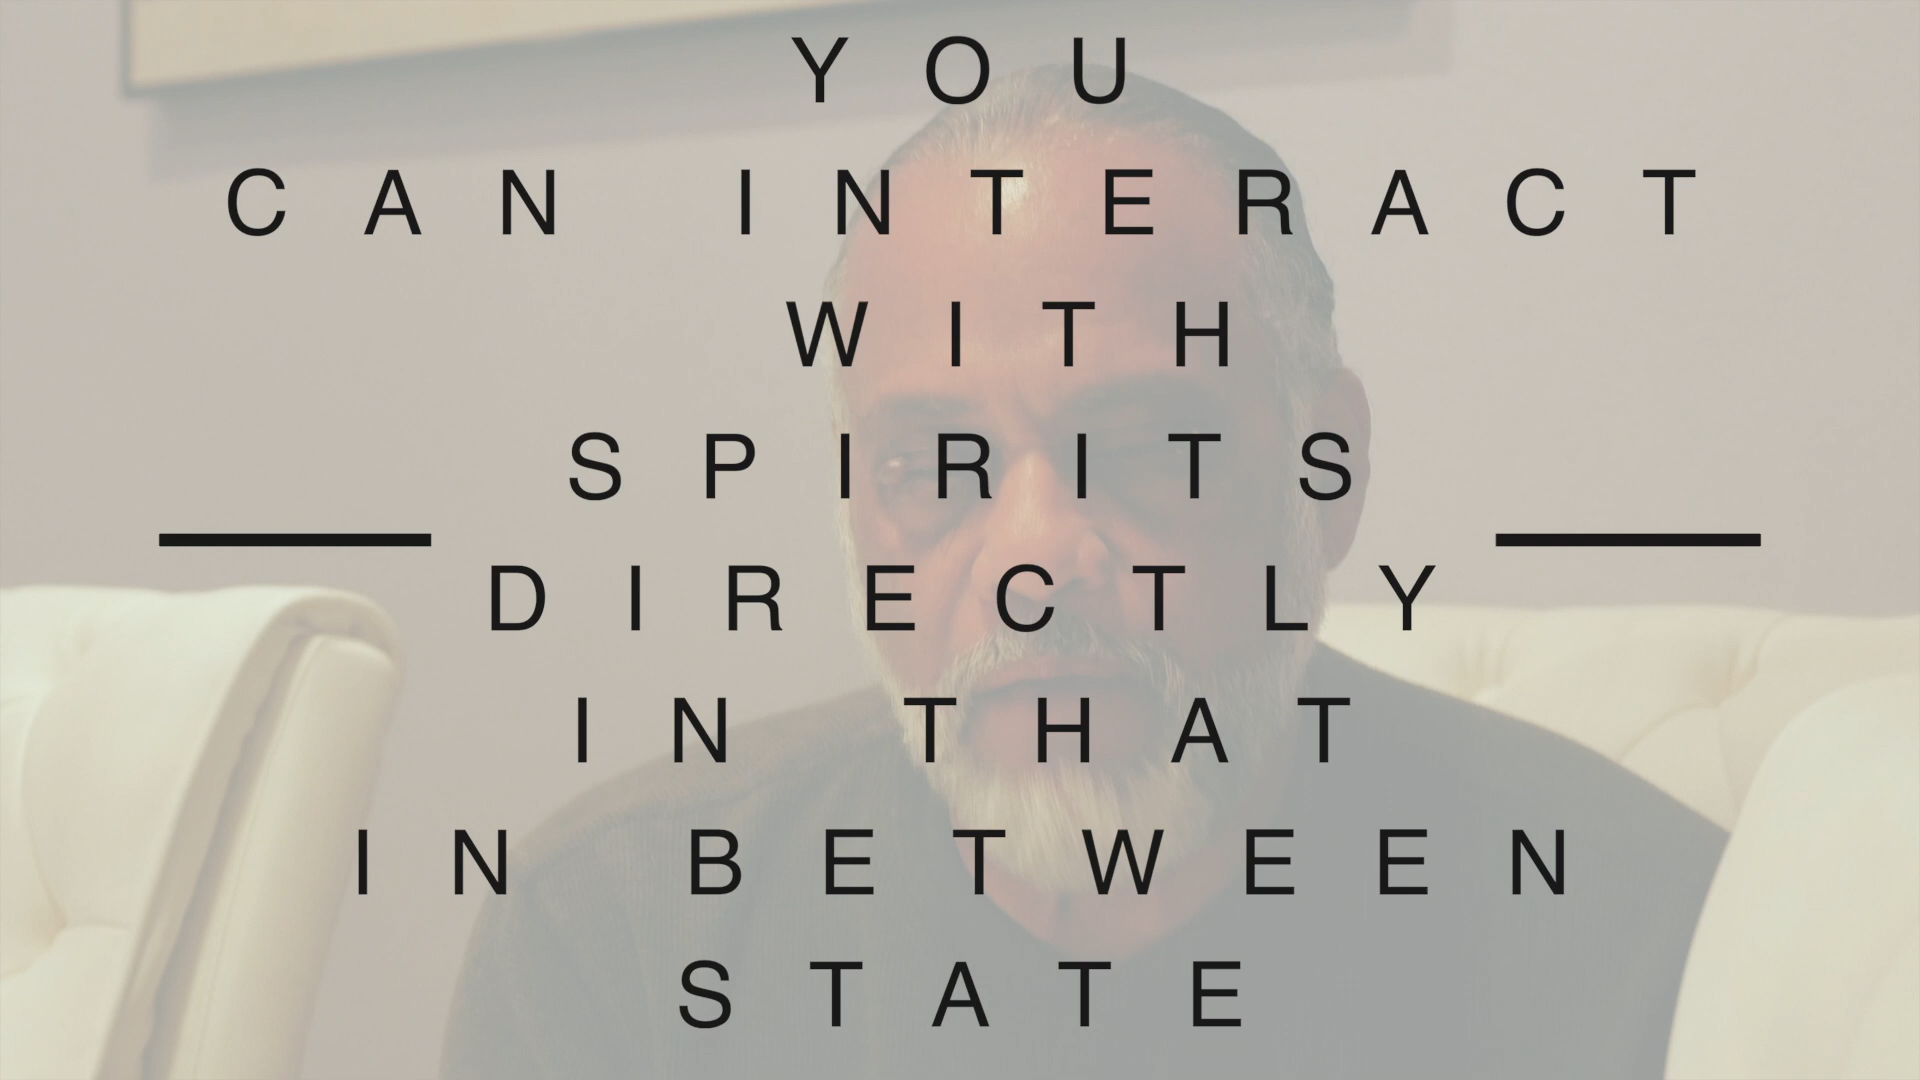 YOU
CAN INTERACT
WITH
SPIRITS
DIRECTLY
IN THAT
IN BETWEEN
STATE